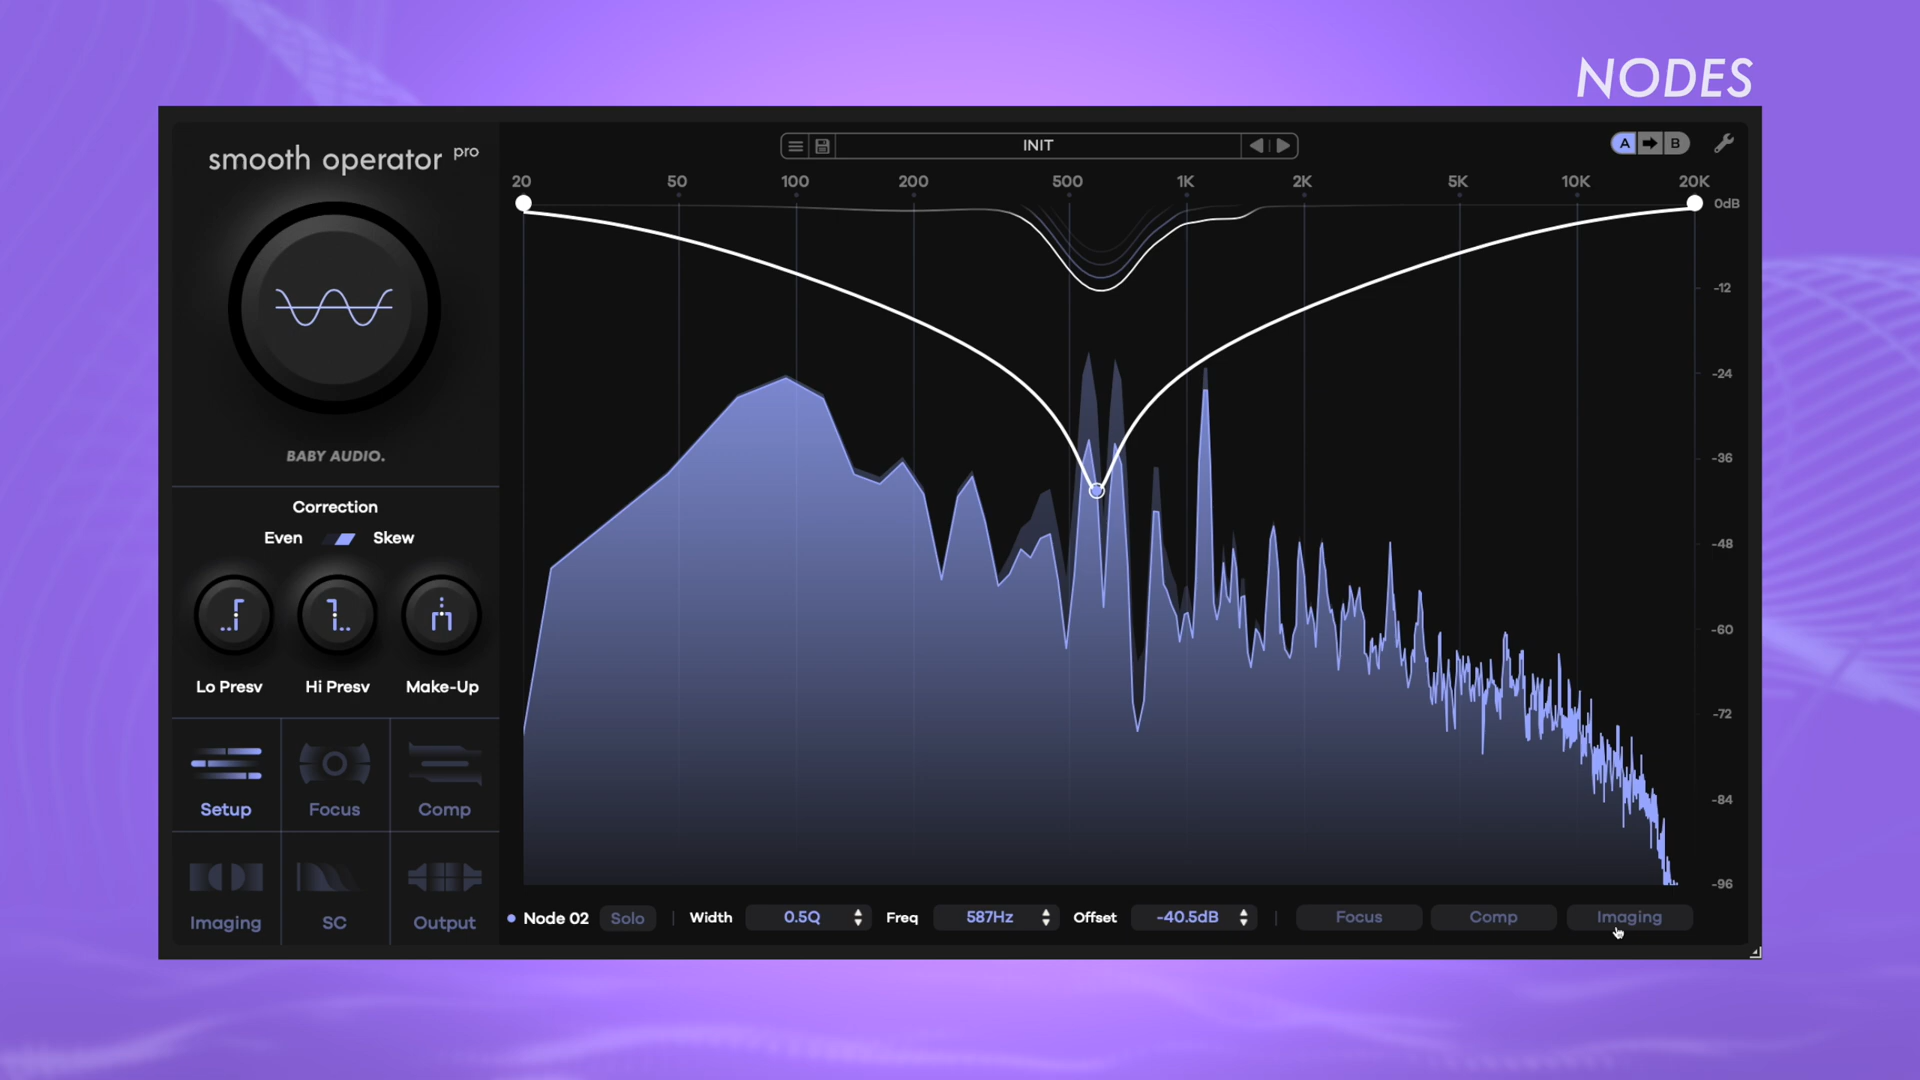 NODES
smooth operator pro
INIT
A B
20 50 100 200 500 1K 2K 5K 10K 20K
0dB
-12
-24
-36
-48
-60
-72
-84
-96
BABY AUDIO.
Correction
Even Skew
Lo Presv Hi Presv Make-Up
Setup Focus Comp
Imaging SC Output
Node 02 Solo Width 0.5Q Freq 587Hz Offset -40.5dB Focus Comp Imaging